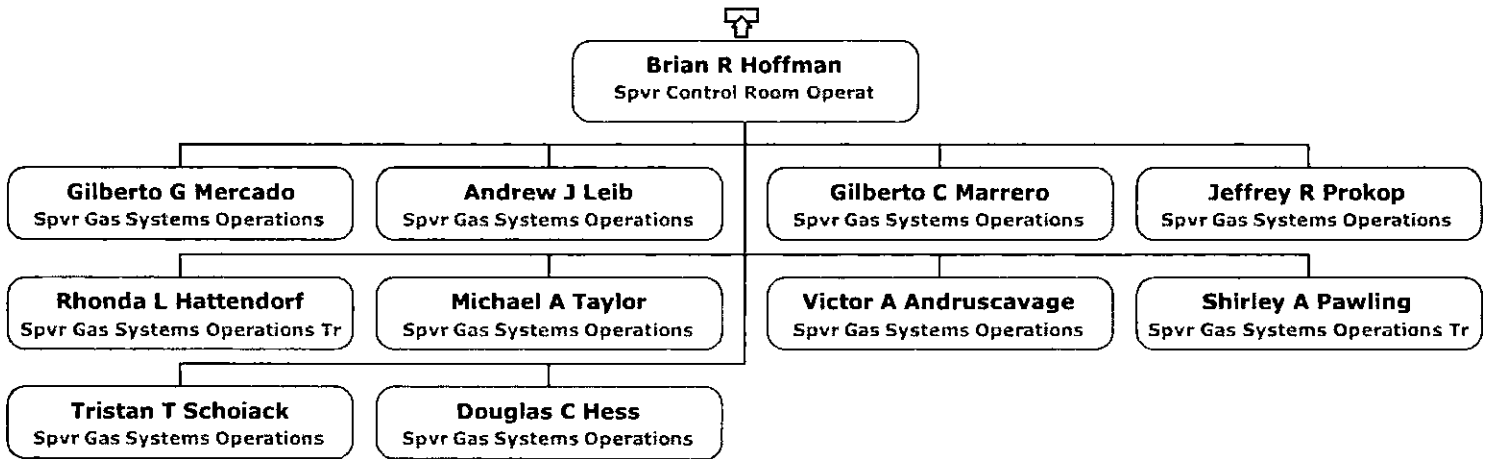 Brian R Hoffman
Spvr Control Room Operat
Gilberto G Mercado
Spvr Gas Systems Operations
Andrew J Leib
Spvr Gas Systems Operations
Gilberto C Marrero
Spvr Gas Systems Operations
Jeffrey R Prokop
Spvr Gas Systems Operations
Rhonda L Hattendorf
Spvr Gas Systems Operations Tr
Michael A Taylor
Spvr Gas Systems Operations
Victor A Andruscavage
Spvr Gas Systems Operations
Shirley A Pawling
Spvr Gas Systems Operations Tr
Tristan T Schoiack
Spvr Gas Systems Operations
Douglas C Hess
Spvr Gas Systems Operations